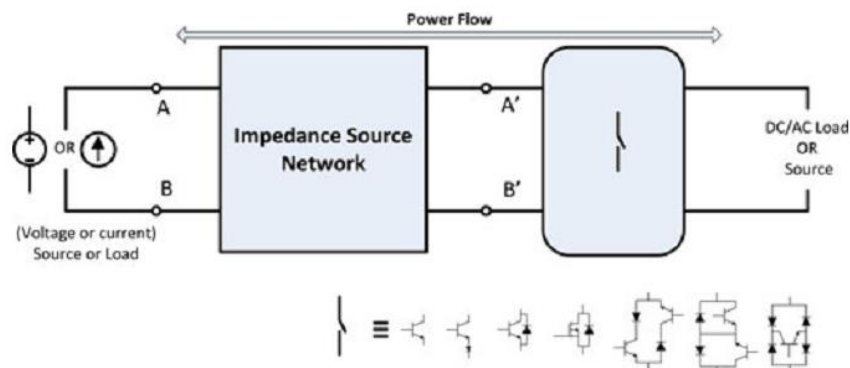 Power Flow
A
A'
Impedance Source
Network
OR
DC/AC Load
OR
Source
B
B'
(Voltage or current)
Source or Load